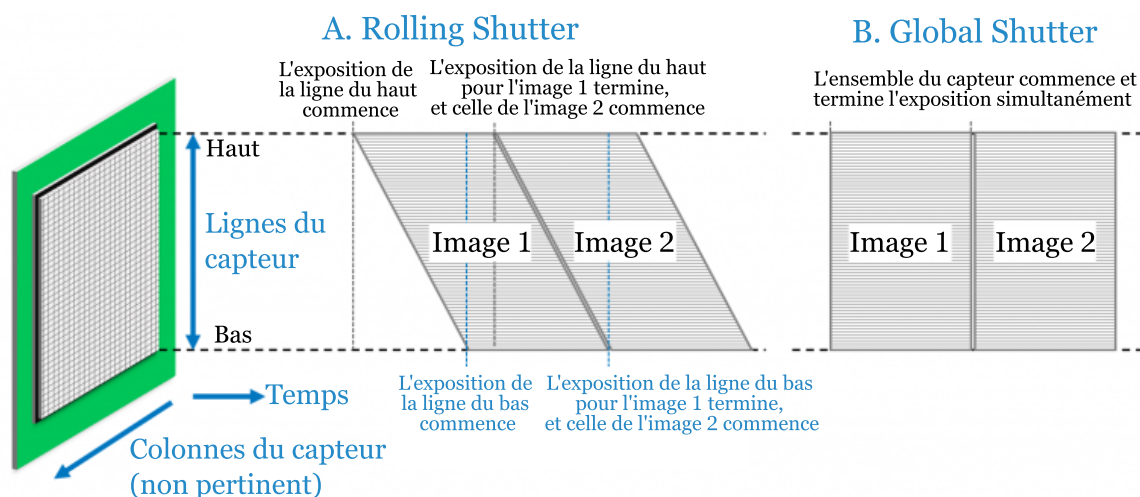 A. Rolling Shutter
B. Global Shutter
L'exposition de
la ligne du haut
commence
L'exposition de la ligne du haut
pour l'image 1 termine,
et celle de l'image 2 commence
L'ensemble du capteur commence et
termine l'exposition simultanément
Haut
Lignes du
capteur
Bas
Image 1
Image 2
Image 1
Image 2
L'exposition de
la ligne du bas
commence
L'exposition de la ligne du bas
pour l'image 1 termine,
et celle de l'image 2 commence
Temps
Colonnes du capteur
(non pertinent)